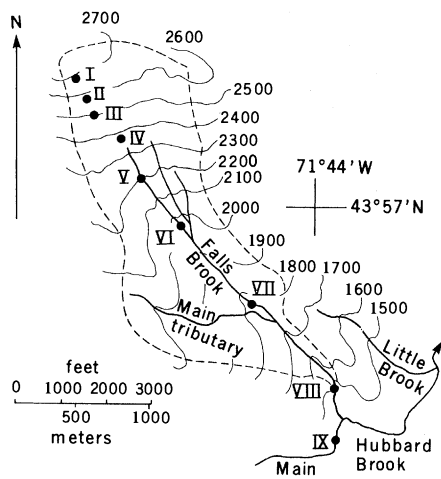 N
2700
2600
I
II
III
2500
2400
IV
2300
2200
V
2100
71°44'W
2000
43°57'N
VI
Falls
Brook
1900
1800
1700
VII
1600
1500
Main
tributary
Little
Brook
feet
0 1000 2000 3000
500 1000
meters
VIII
IX
Hubbard
Main Brook